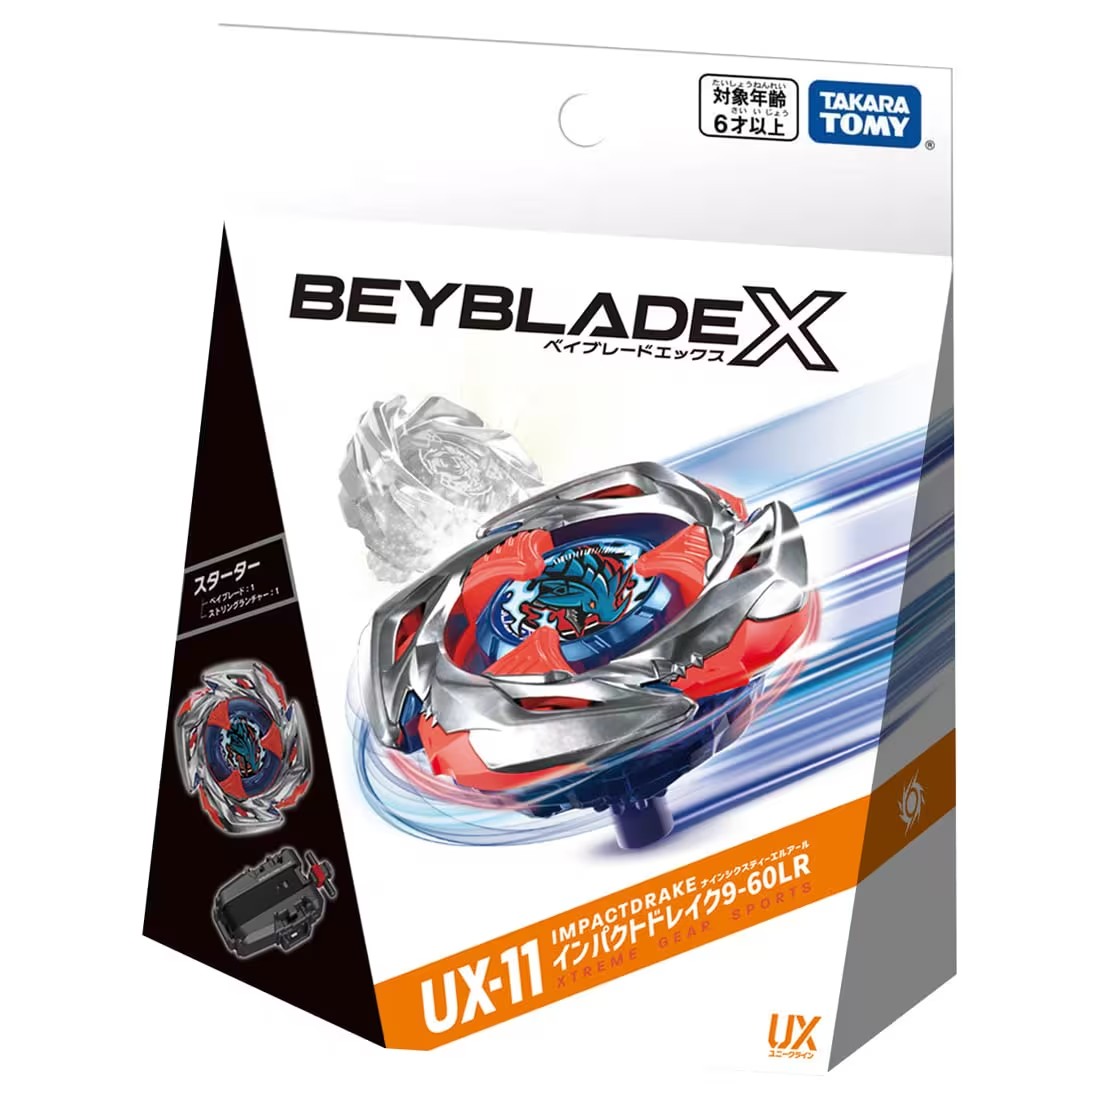 たいしょうねんれい
対象年齢
さい いじょう
6才以上
TAKARA
TOMY
®
BEYBLADE X
ベイブレードエックス
スターター
ベイブレード:1
ストリングランチャー:1
UX-11
IMPACTDRAKE ナインシクスティーエルアール
インパクトドレイク9-60LR
XTREME GEAR SPORTS
UX
ユニークライン